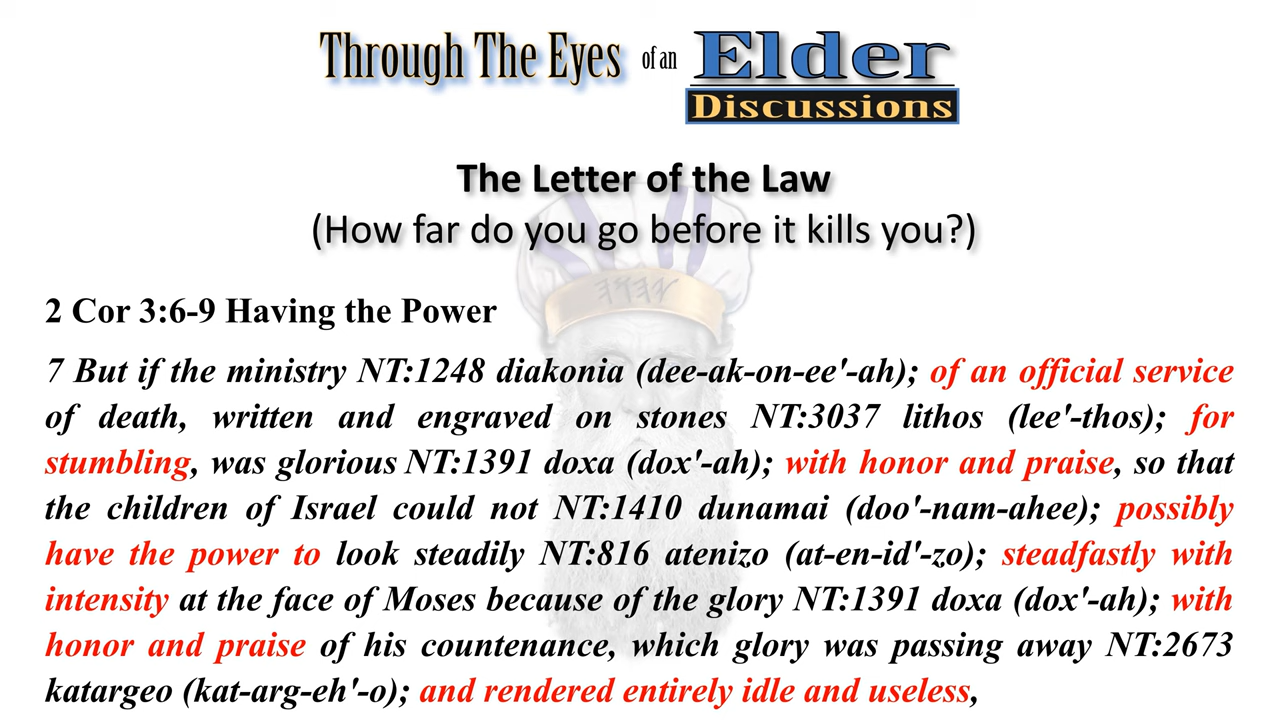 Through The Eyes of an Elder
Discussions
The Letter of the Law
(How far do you go before it kills you?)
𐤉𐤄𐤅𐤄
2 Cor 3:6-9 Having the Power
7 But if the ministry NT:1248 diakonia (dee-ak-on-ee'-ah); of an official service
of death, written and engraved on stones NT:3037 lithos (lee'-thos); for
stumbling, was glorious NT:1391 doxa (dox'-ah); with honor and praise, so that
the children of Israel could not NT:1410 dunamai (doo'-nam-ahee); possibly
have the power to look steadily NT:816 atenizo (at-en-id'-zo); steadfastly with
intensity at the face of Moses because of the glory NT:1391 doxa (dox'-ah); with
honor and praise of his countenance, which glory was passing away NT:2673
katargeo (kat-arg-eh'-o); and rendered entirely idle and useless,